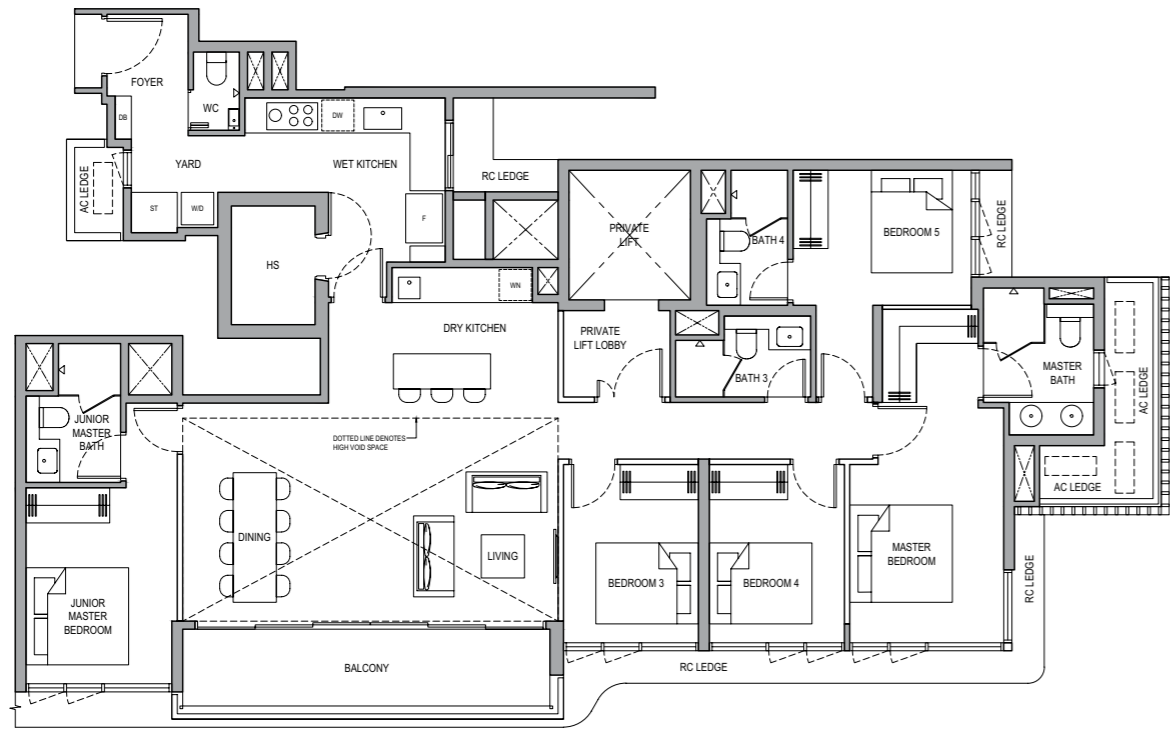 FOYER
WC
DB
DW
YARD
WET KITCHEN
AC LEDGE
RC LEDGE
ST
W/D
F
HS
PRIVATE
LIFT
BATH 4
BEDROOM 5
RC LEDGE
WN
DRY KITCHEN
PRIVATE
LIFT LOBBY
BATH 3
MASTER
BATH
AC LEDGE
AC LEDGE
JUNIOR
MASTER
BATH
DOTTED LINE DENOTES
HIGH VOID SPACE
DINING
LIVING
BEDROOM 3
BEDROOM 4
MASTER
BEDROOM
RC LEDGE
JUNIOR
MASTER
BEDROOM
BALCONY
RC LEDGE